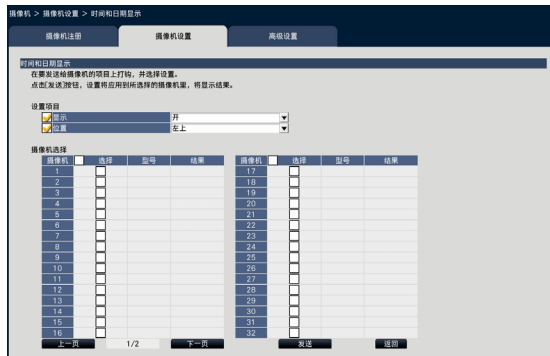 摄像机 > 摄像机设置 > 时间和日期显示
摄像机注册 摄像机设置 高级设置
时间和日期显示
在要发送给摄像机的项目上打钩，并选择设置。
点击[发送]按钮，设置将应用到所选择的摄像机里，将显示结果。
设置项目
显示 开
位置 左上
摄像机选择
摄像机 选择 型号 结果 摄像机 选择 型号 结果
1 17
2 18
3 19
4 20
5 21
6 22
7 23
8 24
9 25
10 26
11 27
12 28
13 29
14 30
15 31
16 32
上一页 1/2 下一页 发送 返回